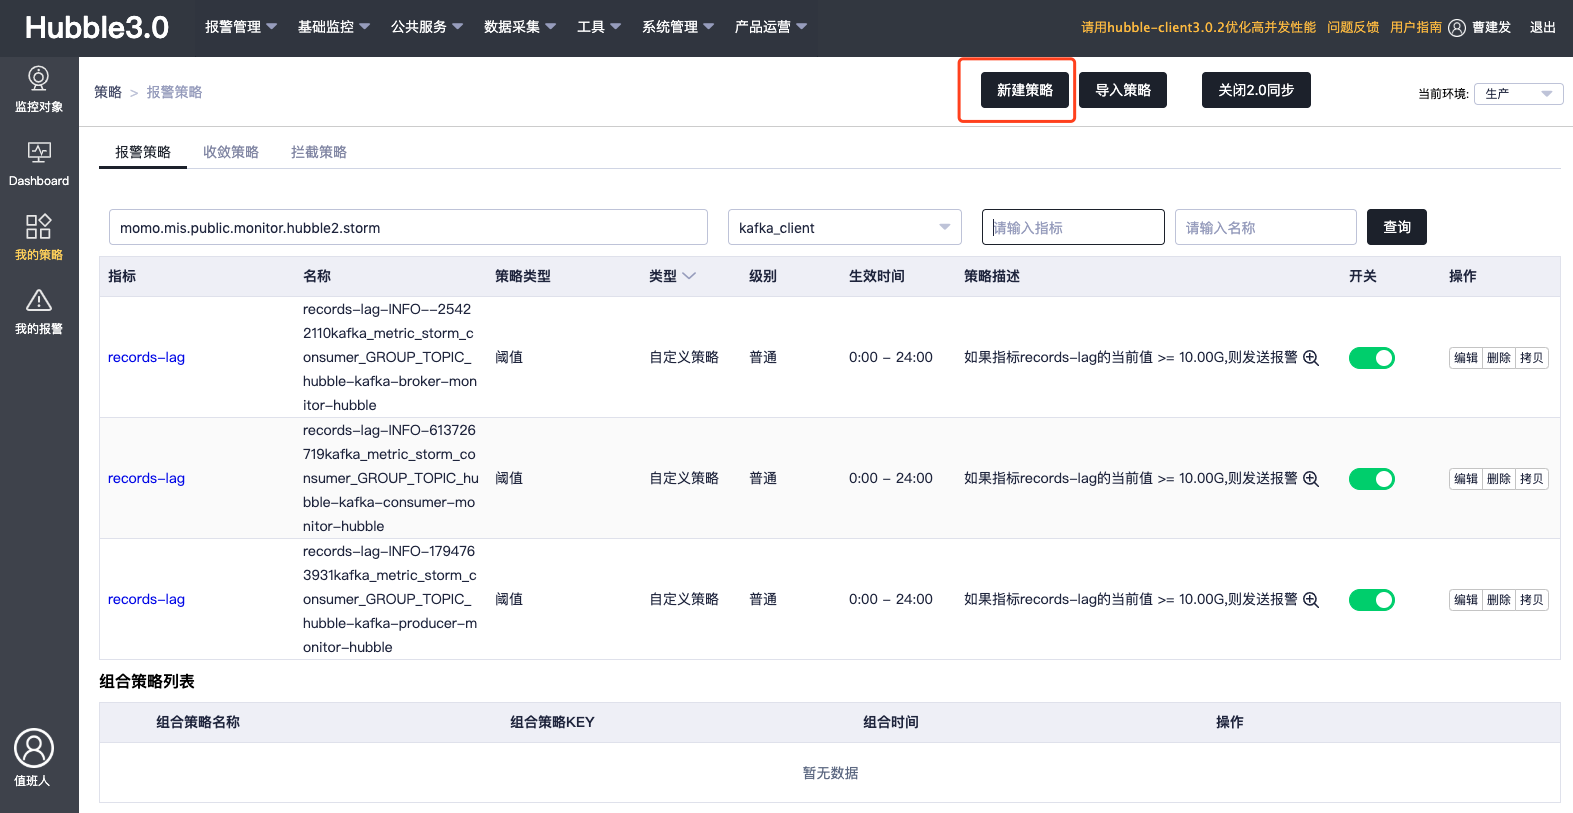 Hubble3.0
报警管理 基础监控 公共服务 数据采集 工具 系统管理 产品运营
请用hubble-client3.0.2优化高并发性能 问题反馈 用户指南 曹建发 退出
监控对象
Dashboard
我的策略
我的报警
值班人
策略 > 报警策略
新建策略 导入策略 关闭2.0同步
当前环境: 生产
报警策略 收敛策略 拦截策略
momo.mis.public.monitor.hubble2.storm kafka_client 请输入指标 请输入名称 查询
指标 名称 策略类型 类型 级别 生效时间 策略描述 开关 操作
records-lag-INFO--2542
2110kafka_metric_storm_c
records-lag onsumer_GROUP_TOPIC_ 阈值 自定义策略 普通 0:00 - 24:00 如果指标records-lag的当前值 >= 10.00G,则发送报警 编辑 删除 拷贝
hubble-kafka-broker-mon
itor-hubble
records-lag-INFO-613726
719kafka_metric_storm_co
records-lag nsumer_GROUP_TOPIC_hu 阈值 自定义策略 普通 0:00 - 24:00 如果指标records-lag的当前值 >= 10.00G,则发送报警 编辑 删除 拷贝
bble-kafka-consumer-mo
nitor-hubble
records-lag-INFO-179476
3931kafka_metric_storm_c
records-lag onsumer_GROUP_TOPIC_ 阈值 自定义策略 普通 0:00 - 24:00 如果指标records-lag的当前值 >= 10.00G,则发送报警 编辑 删除 拷贝
hubble-kafka-producer-m
onitor-hubble
组合策略列表
组合策略名称 组合策略KEY 组合时间 操作
暂无数据